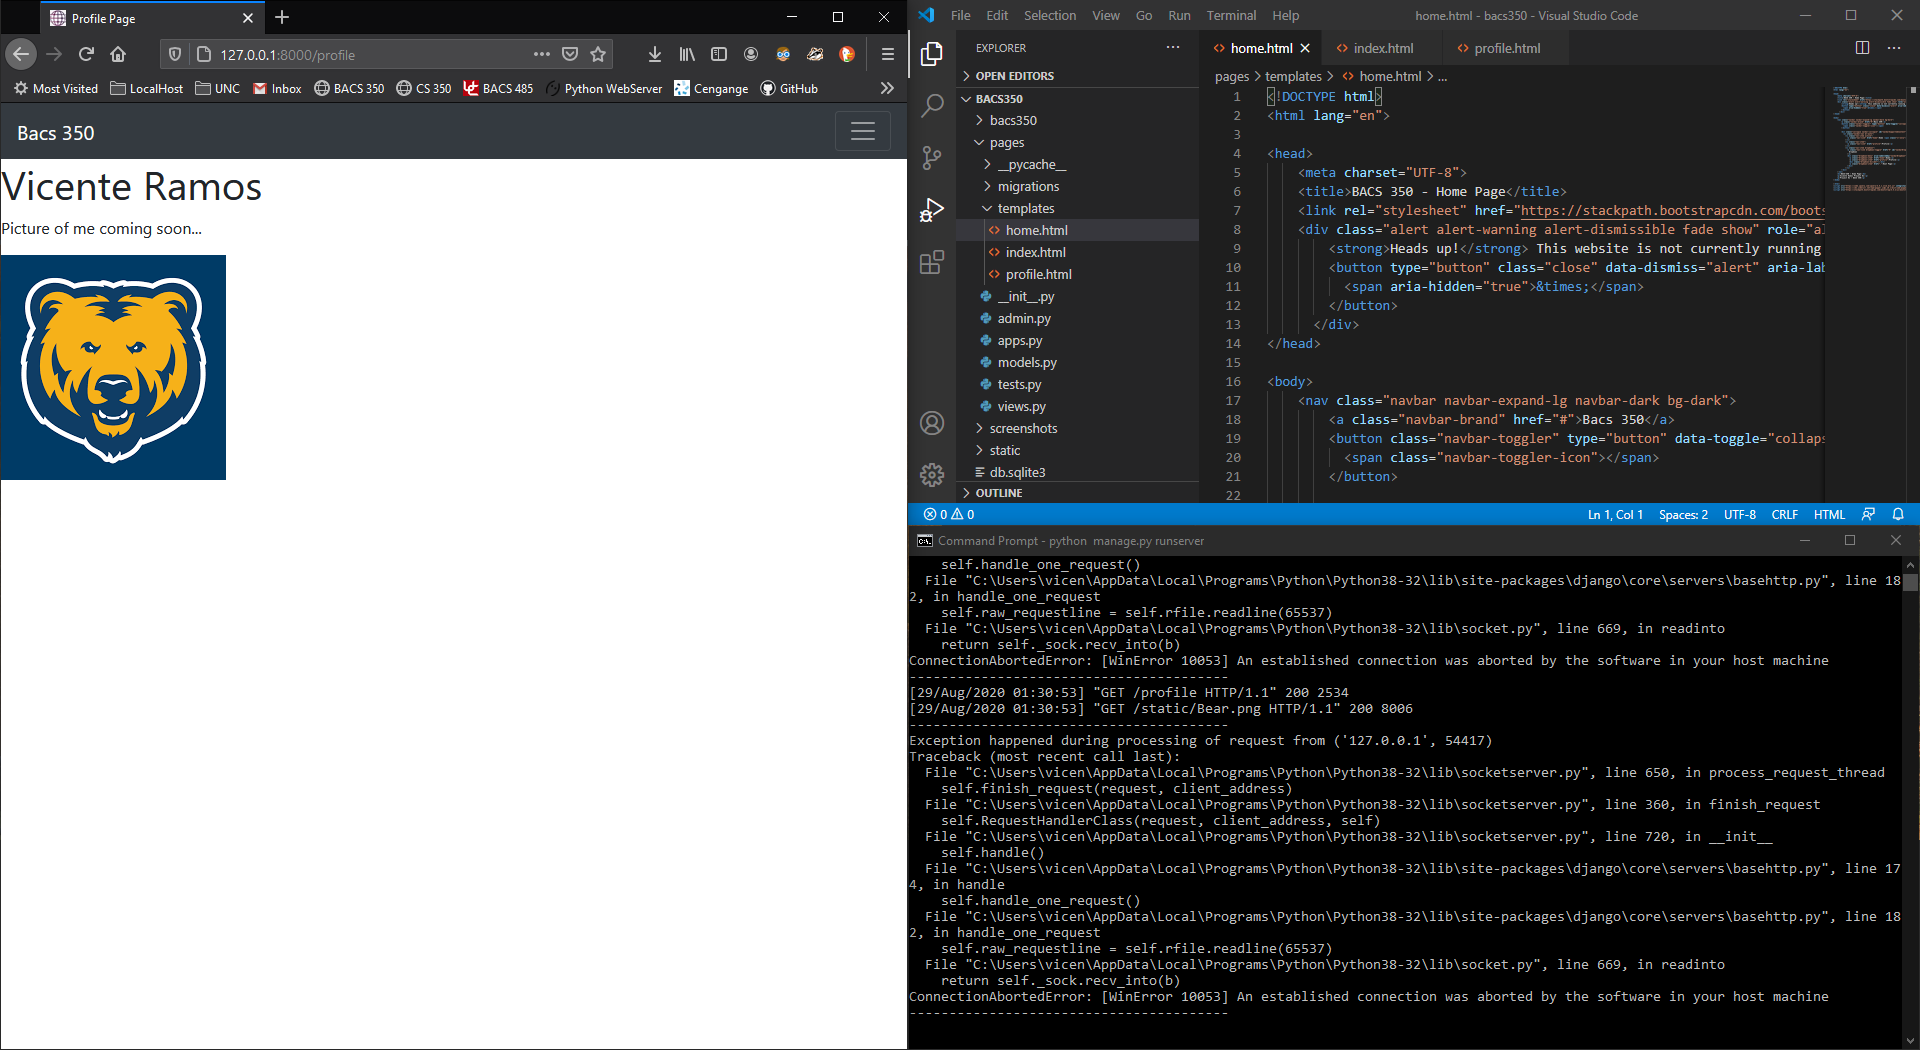 Profile Page
127.0.0.1:8000/profile
Most Visited LocalHost UNC Inbox BACS 350 CS 350 BACS 485 Python WebServer Cengange GitHub
Bacs 350
Vicente Ramos
Picture of me coming soon...
File Edit Selection View Go Run Terminal Help home.html - bacs350 - Visual Studio Code
EXPLORER
OPEN EDITORS
BACS350
bacs350
pages
__pycache__
migrations
templates
home.html
index.html
profile.html
__init__.py
admin.py
apps.py
models.py
tests.py
views.py
screenshots
static
db.sqlite3
OUTLINE
home.html index.html profile.html
pages > templates > home.html > ...
1 <!DOCTYPE html>
2 <html lang="en">
3
4 <head>
5 <meta charset="UTF-8">
6 <title>BACS 350 - Home Page</title>
7 <link rel="stylesheet" href="https://stackpath.bootstrapcdn.com/boots
8 <div class="alert alert-warning alert-dismissible fade show" role="al
9 <strong>Heads up!</strong> This website is not currently running
10 <button type="button" class="close" data-dismiss="alert" aria-lab
11 <span aria-hidden="true">&times;</span>
12 </button>
13 </div>
14 </head>
15
16 <body>
17 <nav class="navbar navbar-expand-lg navbar-dark bg-dark">
18 <a class="navbar-brand" href="#">Bacs 350</a>
19 <button class="navbar-toggler" type="button" data-toggle="collaps
20 <span class="navbar-toggler-icon"></span>
21 </button>
22
0 0 Ln 1, Col 1 Spaces: 2 UTF-8 CRLF HTML
Command Prompt - python manage.py runserver
self.handle_one_request()
File "C:\Users\vicen\AppData\Local\Programs\Python\Python38-32\lib\site-packages\django\core\servers\basehttp.py", line 18
2, in handle_one_request
self.raw_requestline = self.rfile.readline(65537)
File "C:\Users\vicen\AppData\Local\Programs\Python\Python38-32\lib\socket.py", line 669, in readinto
return self._sock.recv_into(b)
ConnectionAbortedError: [WinError 10053] An established connection was aborted by the software in your host machine
----------------------------------------
[29/Aug/2020 01:30:53] "GET /profile HTTP/1.1" 200 2534
[29/Aug/2020 01:30:53] "GET /static/Bear.png HTTP/1.1" 200 8006
----------------------------------------
Exception happened during processing of request from ('127.0.0.1', 54417)
Traceback (most recent call last):
File "C:\Users\vicen\AppData\Local\Programs\Python\Python38-32\lib\socketserver.py", line 650, in process_request_thread
self.finish_request(request, client_address)
File "C:\Users\vicen\AppData\Local\Programs\Python\Python38-32\lib\socketserver.py", line 360, in finish_request
self.RequestHandlerClass(request, client_address, self)
File "C:\Users\vicen\AppData\Local\Programs\Python\Python38-32\lib\socketserver.py", line 720, in __init__
self.handle()
File "C:\Users\vicen\AppData\Local\Programs\Python\Python38-32\lib\site-packages\django\core\servers\basehttp.py", line 17
4, in handle
self.handle_one_request()
File "C:\Users\vicen\AppData\Local\Programs\Python\Python38-32\lib\site-packages\django\core\servers\basehttp.py", line 18
2, in handle_one_request
self.raw_requestline = self.rfile.readline(65537)
File "C:\Users\vicen\AppData\Local\Programs\Python\Python38-32\lib\socket.py", line 669, in readinto
return self._sock.recv_into(b)
ConnectionAbortedError: [WinError 10053] An established connection was aborted by the software in your host machine
----------------------------------------